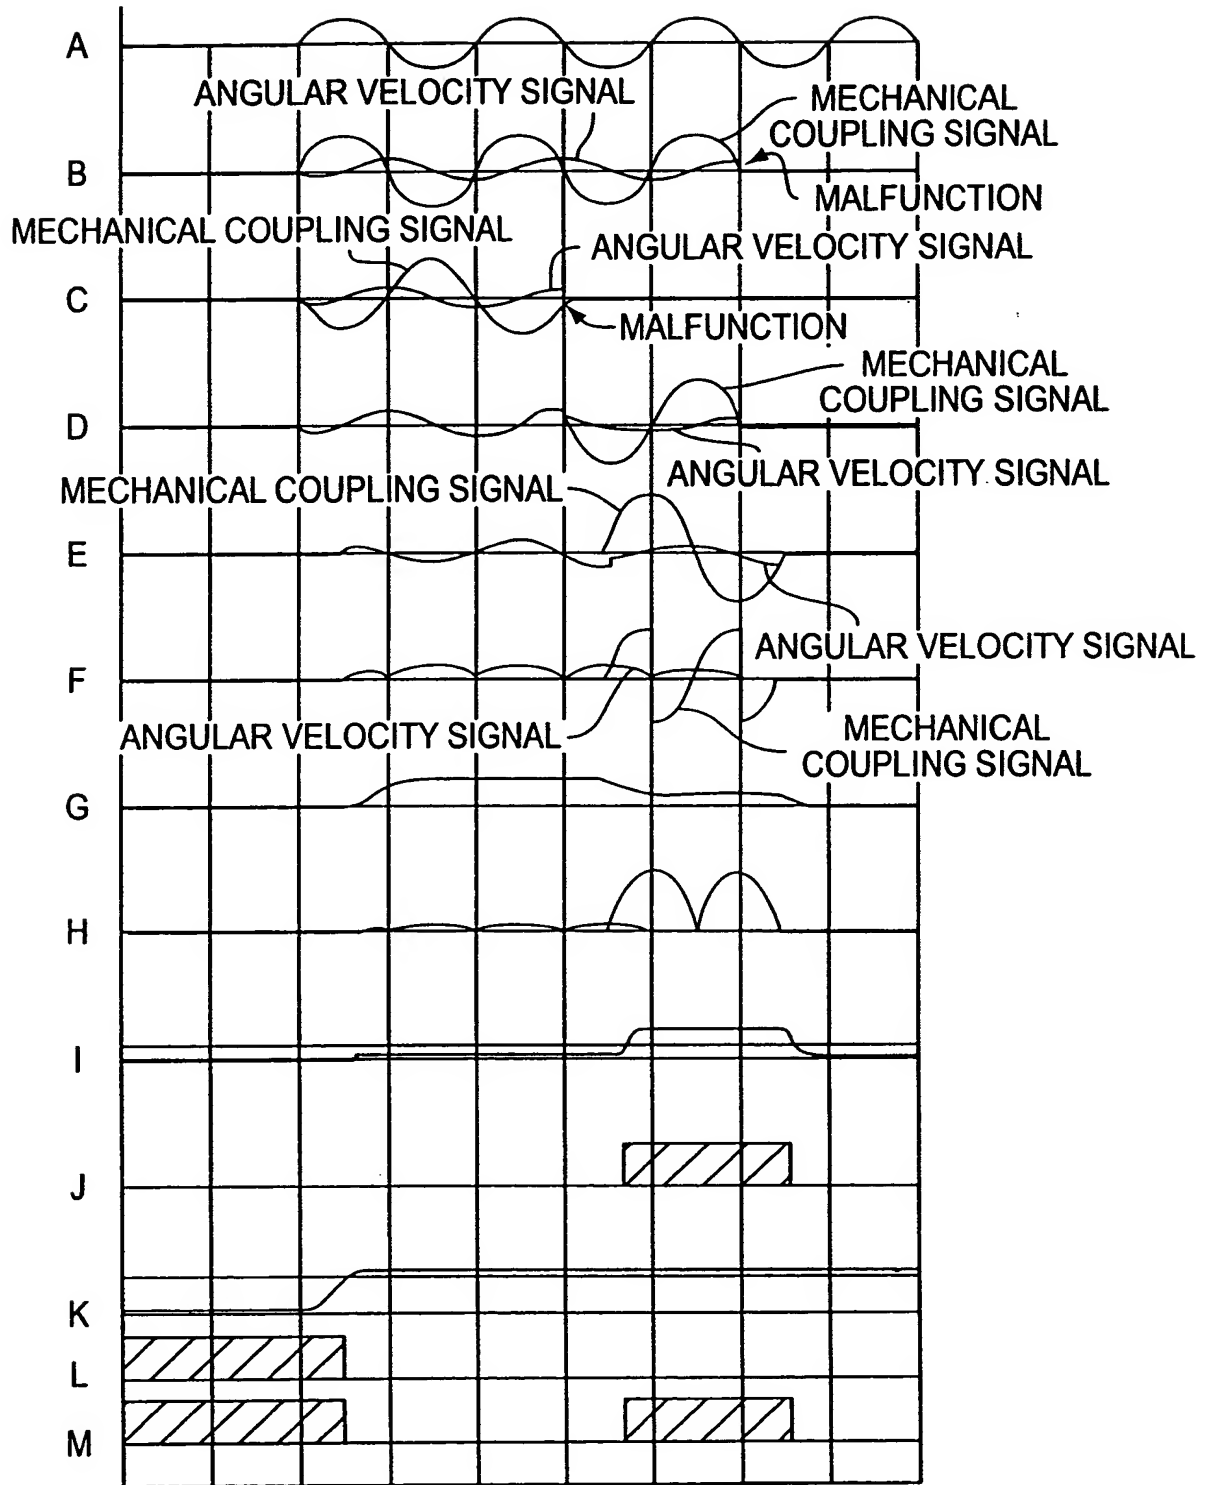 A
ANGULAR VELOCITY SIGNAL
MECHANICAL
COUPLING SIGNAL
B
MALFUNCTION
MECHANICAL COUPLING SIGNAL
ANGULAR VELOCITY SIGNAL
C
MALFUNCTION
MECHANICAL
COUPLING SIGNAL
D
ANGULAR VELOCITY SIGNAL
MECHANICAL COUPLING SIGNAL
E
ANGULAR VELOCITY SIGNAL
F
ANGULAR VELOCITY SIGNAL
MECHANICAL
COUPLING SIGNAL
G
H
I
J
K
L
M